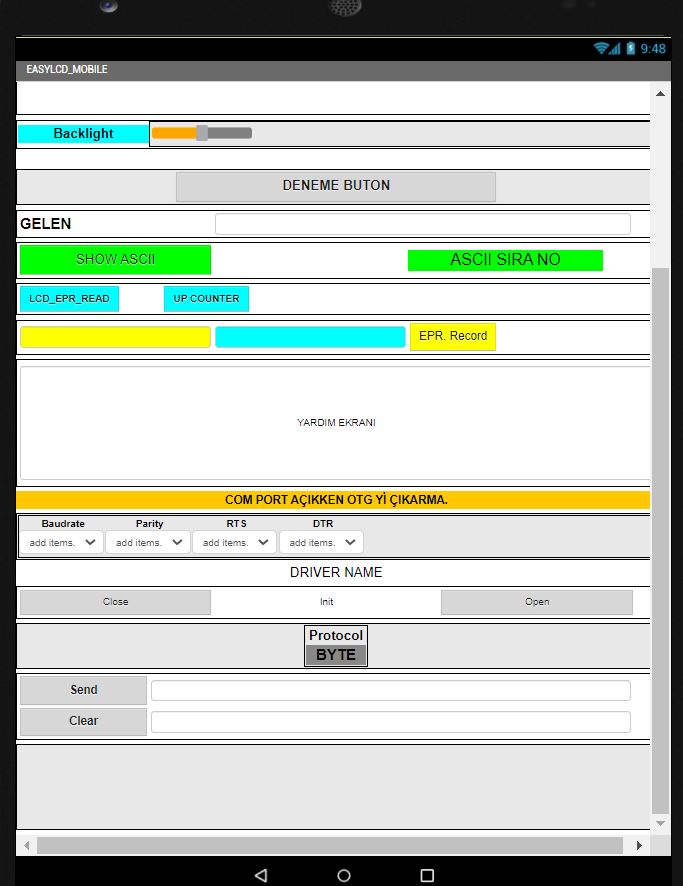 9:48
EASYLCD_MOBILE
Backlight
DENEME BUTON
GELEN
SHOW ASCII ASCII SIRA NO
LCD_EPR_READ UP COUNTER
EPR. Record
YARDIM EKRANI
COM PORT AÇIKKEN OTG Yİ ÇIKARMA.
Baudrate Parity RTS DTR
add items. add items. add items. add items.
DRIVER NAME
Close Init Open
Protocol
BYTE
Send
Clear